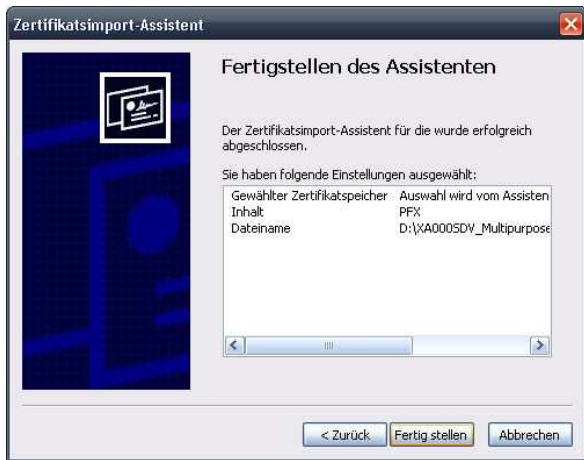 Zertifikatsimport-Assistent
Fertigstellen des Assistenten
Der Zertifikatsimport-Assistent für die wurde erfolgreich
abgeschlossen.
Sie haben folgende Einstellungen ausgewählt:
Gewählter Zertifikatspeicher Auswahl wird vom Assisten
Inhalt PFX
Dateiname D:\XA000SDV_Multipurpose
< Zurück Fertig stellen Abbrechen